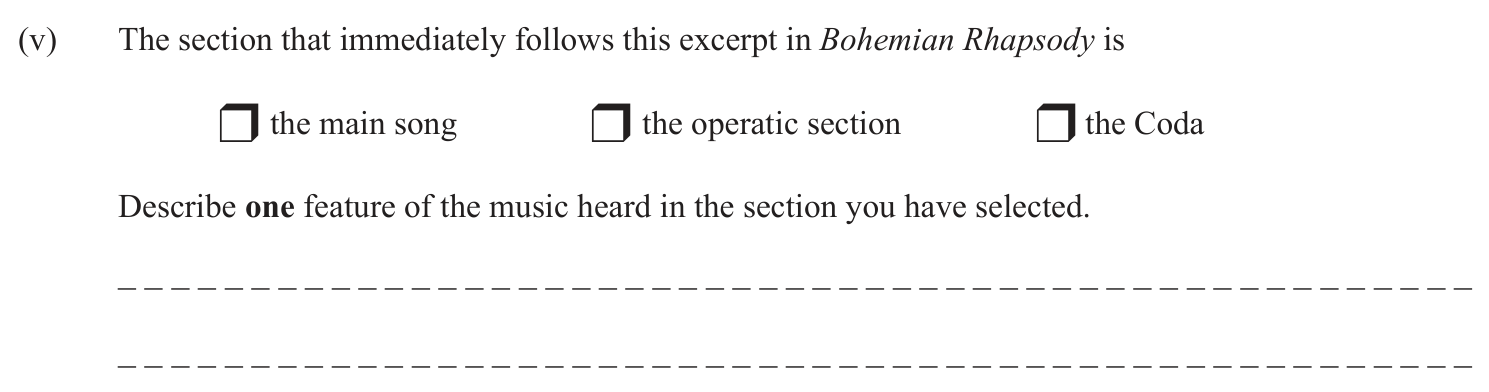 (v) The section that immediately follows this excerpt in Bohemian Rhapsody is
the main song the operatic section the Coda
Describe one feature of the music heard in the section you have selected.